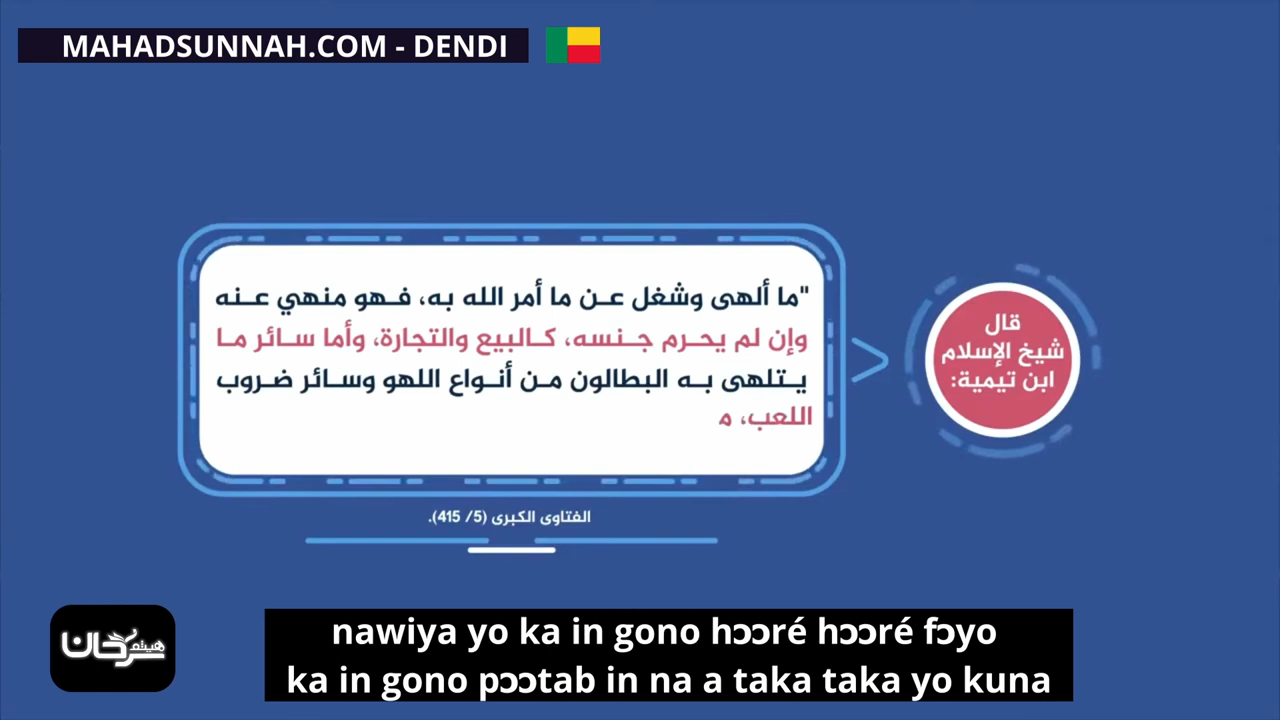 MAHADSUNNAH.COM - DENDI
قال
شيخ الإسلام
ابن تيمية:
"ما ألهى وشغل عن ما أمر الله به، فهو منهي عنه
وإن لم يحرم جنسه، كالبيع والتجارة، وأما سائر ما
يتلهى به البطالون من أنواع اللهو وسائر ضروب
اللعب، م
الفتاوى الكبرى (5/ 415).
هيثم
سرحان
nawiya yo ka in gono hɔɔré hɔɔré fɔyo
ka in gono pɔɔtab in na a taka taka yo kuna